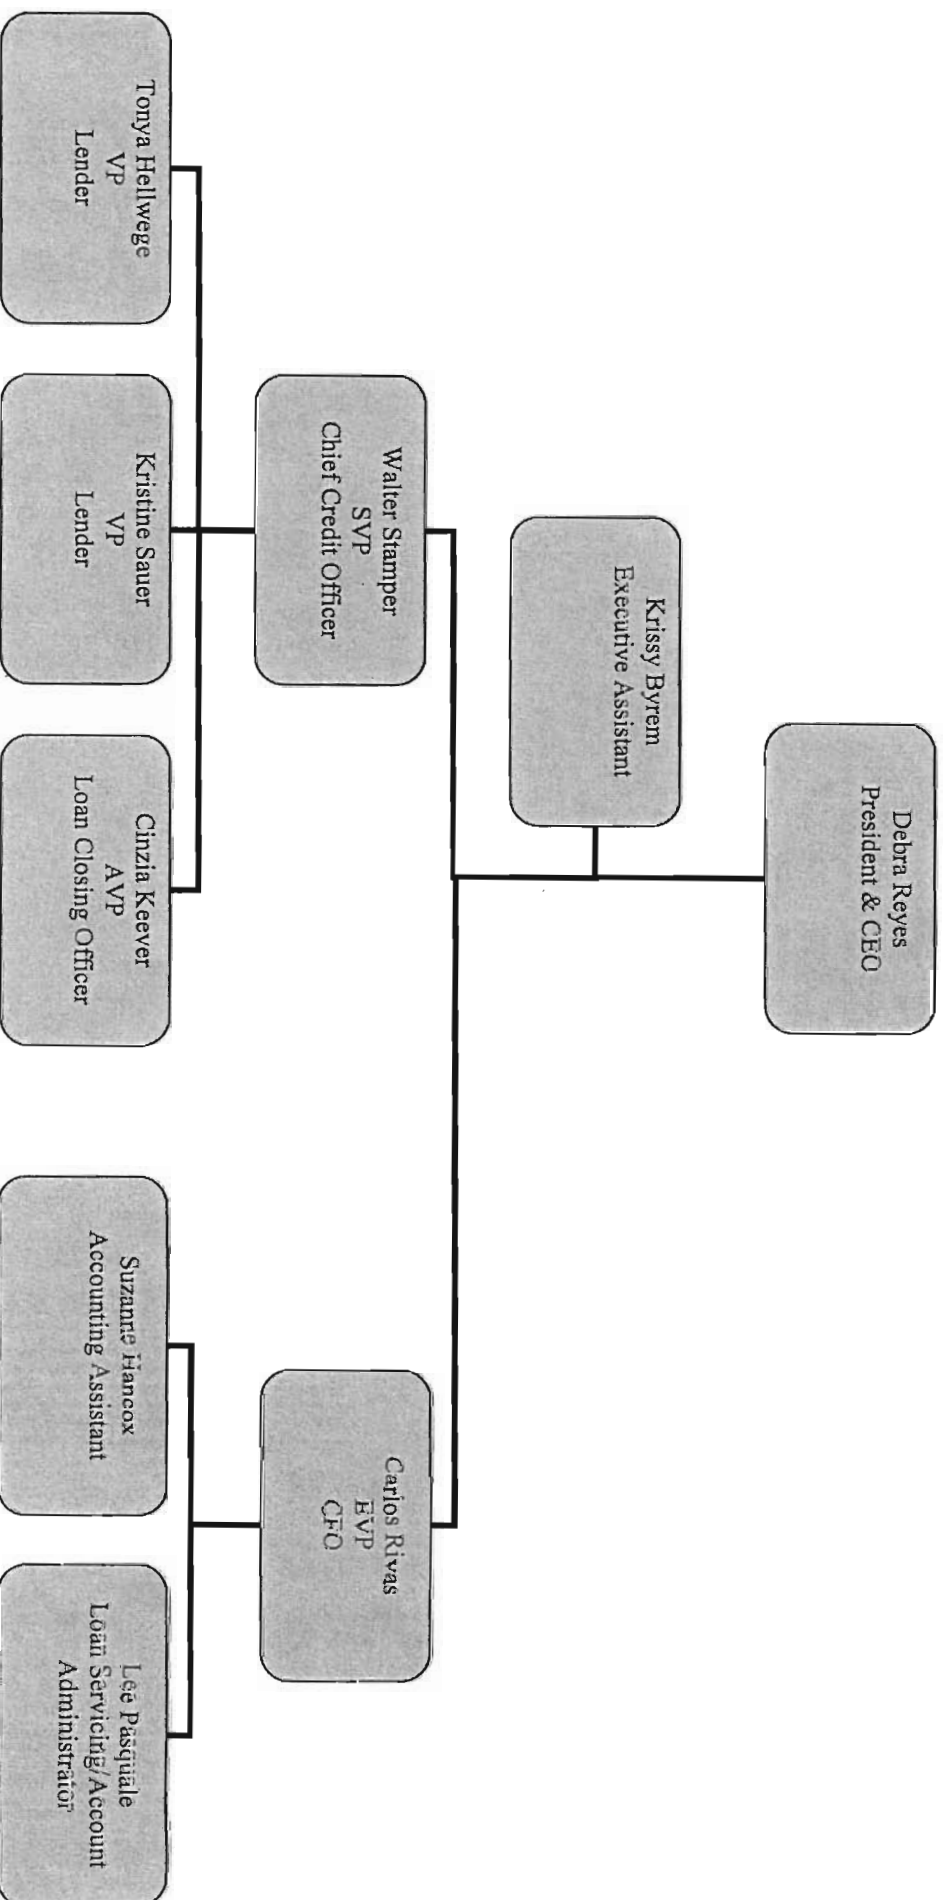 Debra Reyes
President & CEO
Krissy Byrem
Executive Assistant
Walter Stamper
SVP
Chief Credit Officer
Carlos Rivas
EVP
CFO
Tonya Hellwege
VP
Lender
Kristine Sauer
VP
Lender
Cinzia Keever
AVP
Loan Closing Officer
Suzanne Hancox
Accounting Assistant
Lee Pasquale
Loan Servicing/Account
Administrator